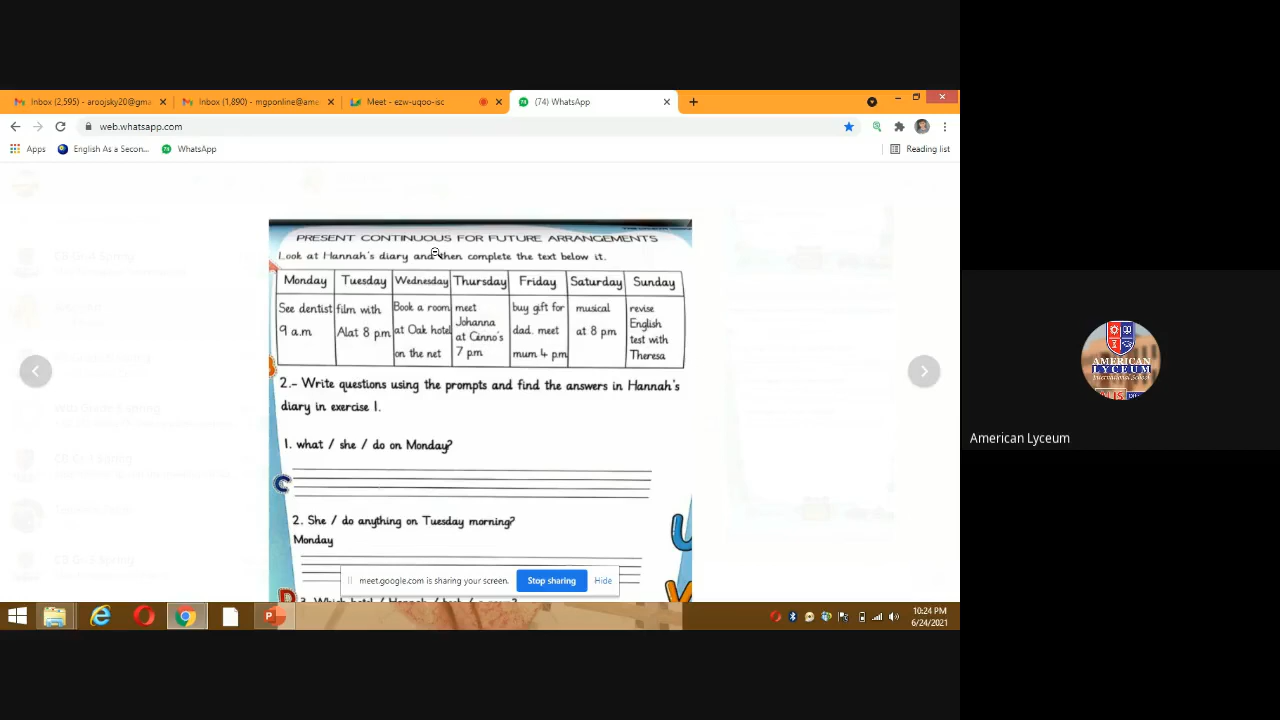 Inbox (2,595) - aroojsky20@gma
Inbox (1,890) - mgponline@ame
Meet - ezw-uqoo-isc
(74) WhatsApp
web.whatsapp.com
Apps
English As a Secon...
WhatsApp
Reading list
PRESENT CONTINUOUS FOR FUTURE ARRANGEMENTS
Look at Hannah's diary and then complete the text below it.
Monday Tuesday Wednesday Thursday Friday Saturday Sunday
See dentist
9 a.m
film with
Alat 8 p.m
Book a room
at Oak hotel
on the net
meet
Johanna
at Ginno's
7 p.m
buy gift for
dad. meet
mum 4 p.m
musical
at 8 pm
revise
English
test with
Theresa
2.- Write questions using the prompts and find the answers in Hannah's
diary in exercise 1.
1. what / she / do on Monday?
C
2. She / do anything on Tuesday morning?
Monday
meet.google.com is sharing your screen.
Stop sharing
Hide
10:24 PM
6/24/2021
AMERICAN
LYCEUM
International School
American Lyceum